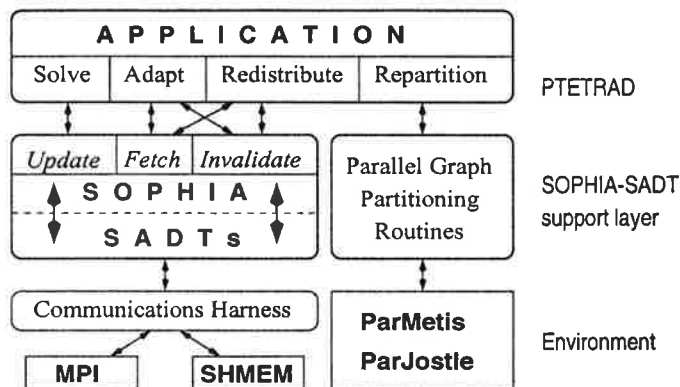 APPLICATION
Solve Adapt Redistribute Repartition
PTETRAD
Update Fetch Invalidate
SOPHIA
SADTs
Parallel Graph
Partitioning
Routines
SOPHIA-SADT
support layer
Communications Harness
MPI SHMEM
ParMetis
ParJostle
Environment